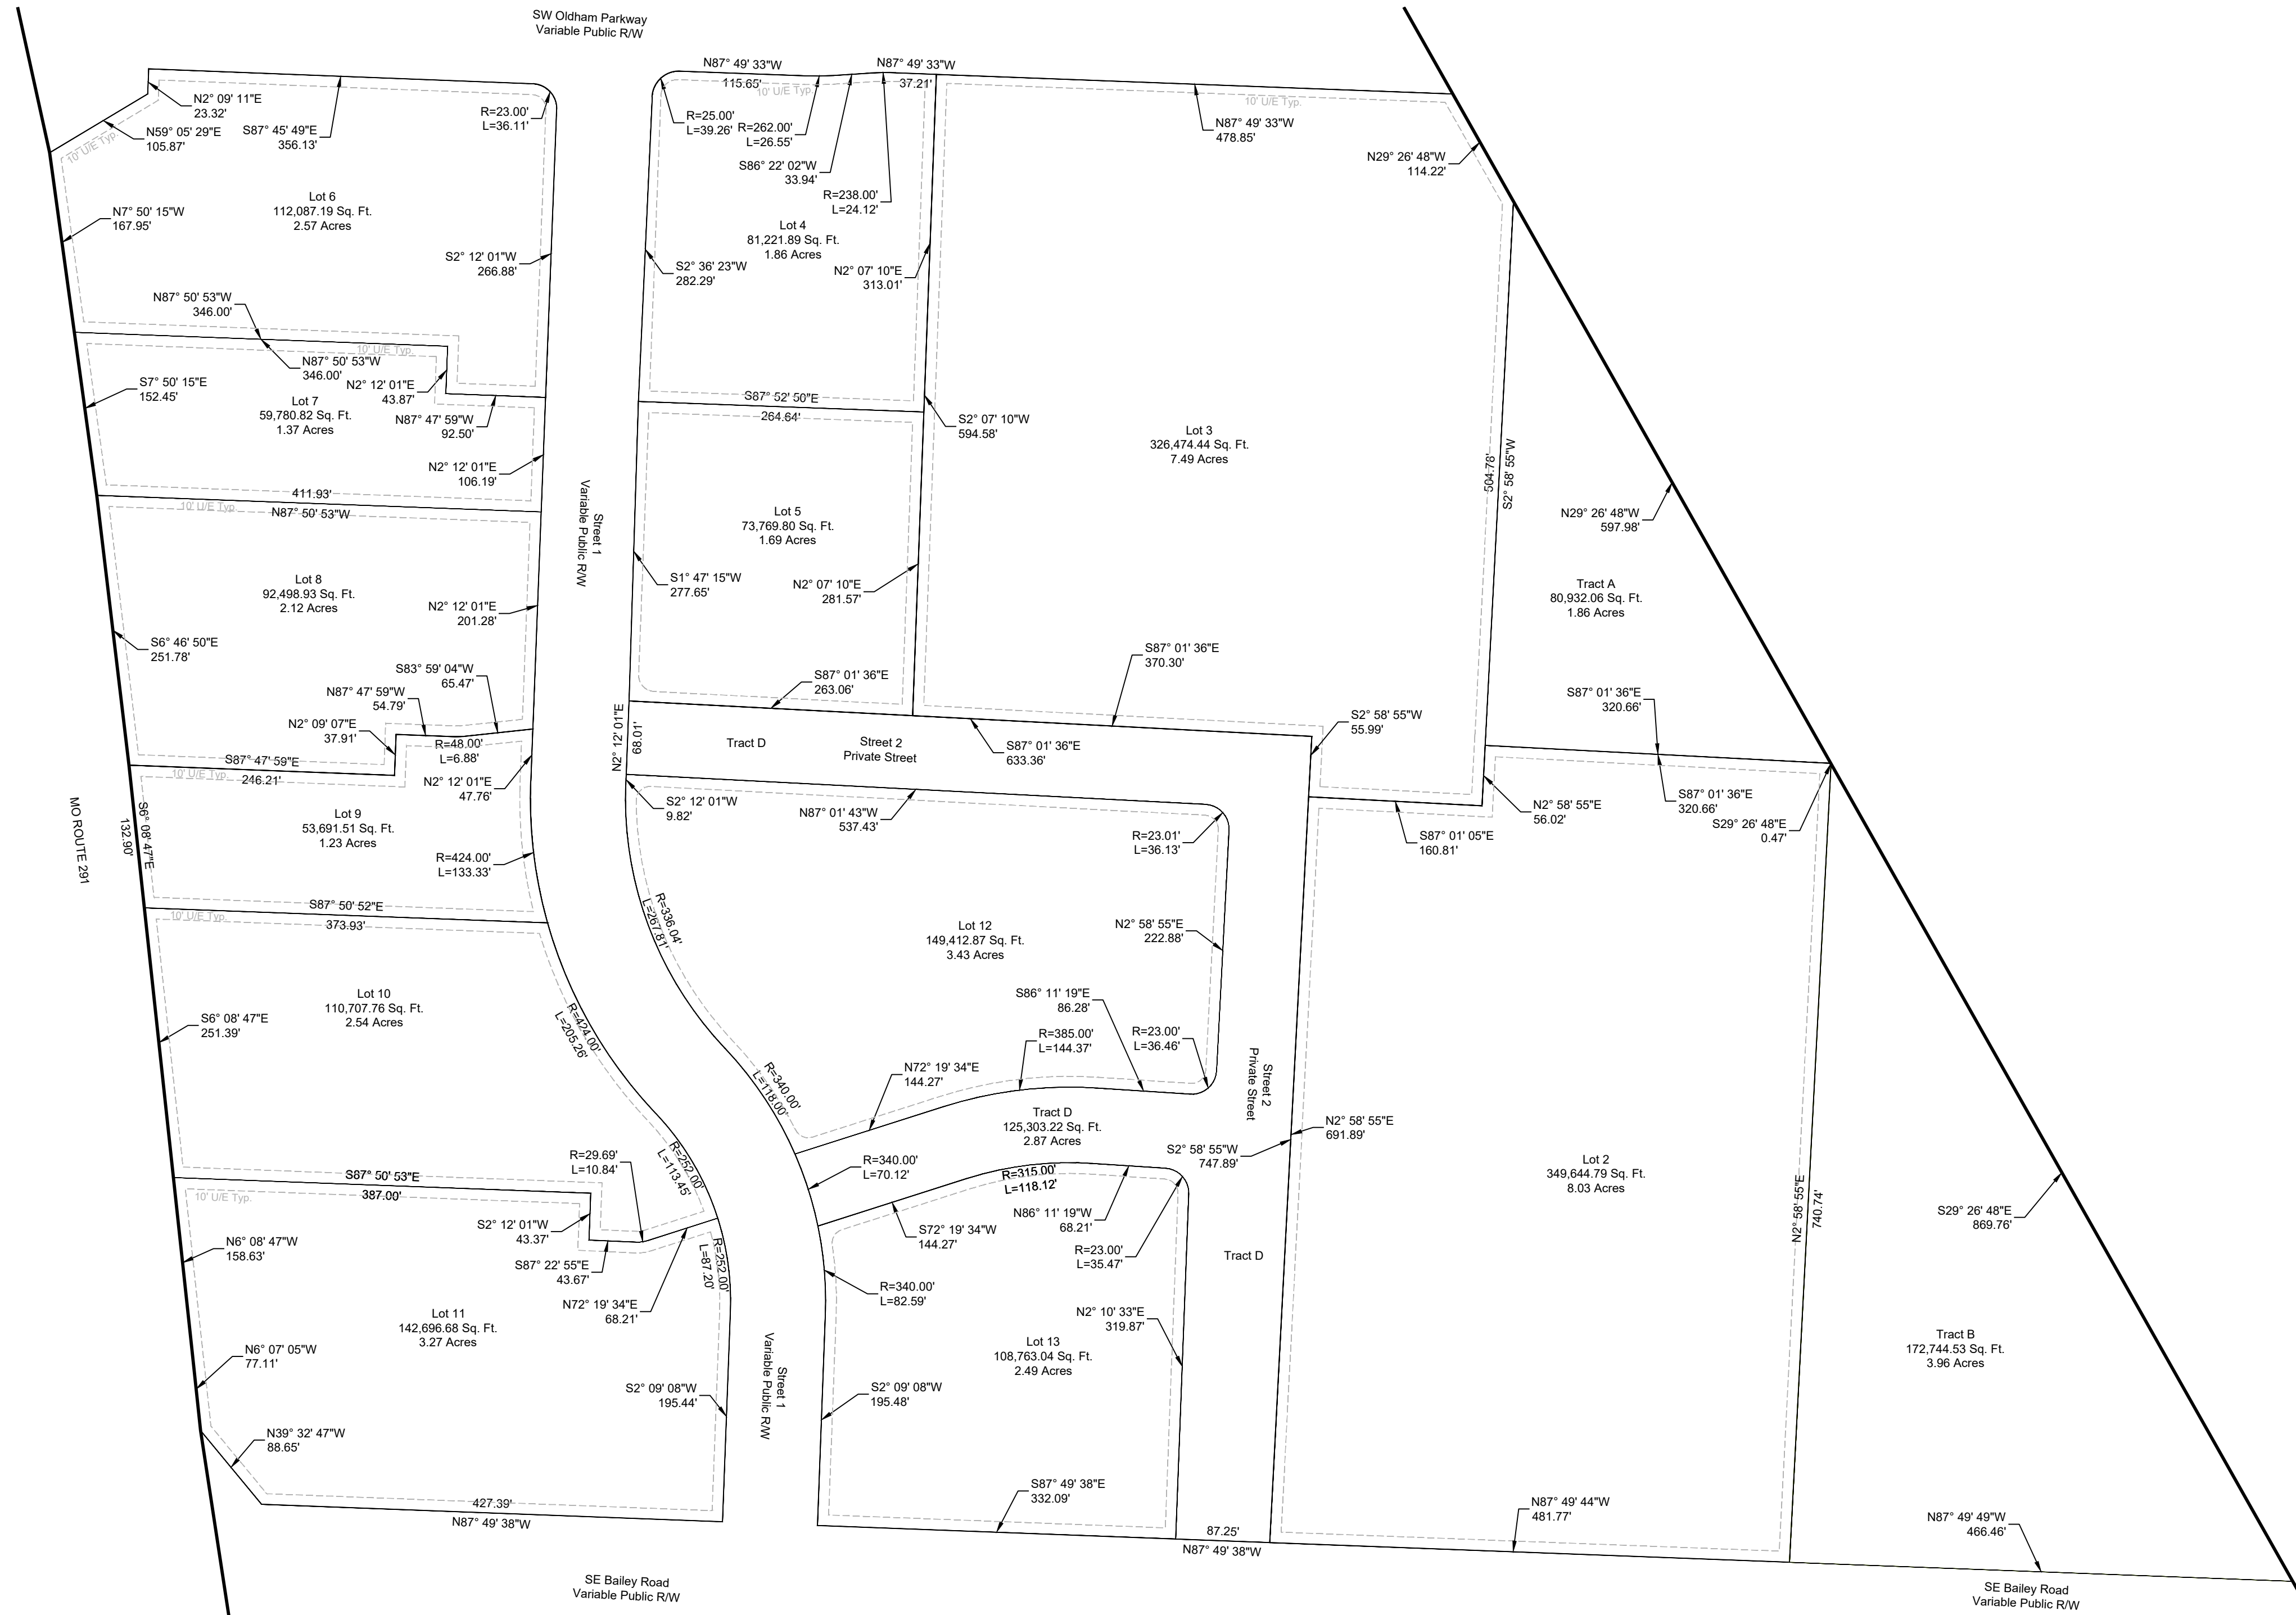 SW Oldham Parkway
Variable Public R/W
N87° 49' 33"W
115.65'
N87° 49' 33"W
37.21'
10' U/E Typ.
10' U/E Typ.
N2° 09' 11"E
23.32'
N59° 05' 29"E
105.87'
10' U/E Typ.
S87° 45' 49"E
356.13'
R=23.00'
L=36.11'
R=25.00'
L=39.26'
R=262.00'
L=26.55'
S86° 22' 02"W
33.94'
R=238.00'
L=24.12'
N87° 49' 33"W
478.85'
N29° 26' 48"W
114.22'
Lot 6
112,087.19 Sq. Ft.
2.57 Acres
N7° 50' 15"W
167.95'
S2° 12' 01"W
266.88'
Lot 4
81,221.89 Sq. Ft.
1.86 Acres
S2° 36' 23"W
282.29'
N2° 07' 10"E
313.01'
N87° 50' 53"W
346.00'
10' U/E Typ.
N87° 50' 53"W
346.00'
N2° 12' 01"E
43.87'
S7° 50' 15"E
152.45'
Lot 7
59,780.82 Sq. Ft.
1.37 Acres
N87° 47' 59"W
92.50'
S87° 52' 50"E
264.64'
S2° 07' 10"W
594.58'
Lot 3
326,474.44 Sq. Ft.
7.49 Acres
504.78'
S2° 58' 55"W
N2° 12' 01"E
106.19'
411.93'
10' U/E Typ.
N87° 50' 53"W
Street 1
Variable Public R/W
Lot 5
73,769.80 Sq. Ft.
1.69 Acres
N29° 26' 48"W
597.98'
Lot 8
92,498.93 Sq. Ft.
2.12 Acres
N2° 12' 01"E
201.28'
S1° 47' 15"W
277.65'
N2° 07' 10"E
281.57'
Tract A
80,932.06 Sq. Ft.
1.86 Acres
S6° 46' 50"E
251.78'
S83° 59' 04"W
65.47'
N87° 47' 59"W
54.79'
S87° 01' 36"E
263.06'
S87° 01' 36"E
370.30'
S87° 01' 36"E
320.66'
N2° 09' 07"E
37.91'
R=48.00'
L=6.88'
N2° 12' 01"E
68.01'
Tract D
Street 2
Private Street
S87° 01' 36"E
633.36'
S2° 58' 55"W
55.99'
S87° 47' 59"E
10' U/E Typ.
246.21'
N2° 12' 01"E
47.76'
S2° 12' 01"W
9.82'
N87° 01' 43"W
537.43'
R=23.01'
L=36.13'
S87° 01' 05"E
160.81'
N2° 58' 55"E
56.02'
S87° 01' 36"E
320.66'
S29° 26' 48"E
0.47'
MO ROUTE 291
S6° 08' 47"E
132.90'
Lot 9
53,691.51 Sq. Ft.
1.23 Acres
R=424.00'
L=133.33'
S87° 50' 52"E
10' U/E Typ.
373.93'
R=336.04'
L=267.81'
Lot 12
149,412.87 Sq. Ft.
3.43 Acres
N2° 58' 55"E
222.88'
Lot 10
110,707.76 Sq. Ft.
2.54 Acres
S6° 08' 47"E
251.39'
R=424.00'
L=205.26'
S86° 11' 19"E
86.28'
R=385.00'
L=144.37'
R=23.00'
L=36.46'
R=340.00'
L=118.00'
N72° 19' 34"E
144.27'
Street 2
Private Street
Tract D
125,303.22 Sq. Ft.
2.87 Acres
S2° 58' 55"W
747.89'
N2° 58' 55"E
691.89'
S87° 50' 53"E
387.00'
10' U/E Typ.
R=29.69'
L=10.84'
R=252.00'
L=113.45'
R=340.00'
L=70.12'
R=315.00'
L=118.12'
Lot 2
349,644.79 Sq. Ft.
8.03 Acres
N2° 58' 55"E
740.74'
S29° 26' 48"E
869.76'
S2° 12' 01"W
43.37'
S72° 19' 34"W
144.27'
N86° 11' 19"W
68.21'
N6° 08' 47"W
158.63'
S87° 22' 55"E
43.67'
R=252.00'
L=87.20'
R=23.00'
L=35.47'
Tract D
N72° 19' 34"E
68.21'
R=340.00'
L=82.59'
Lot 11
142,696.68 Sq. Ft.
3.27 Acres
N2° 10' 33"E
319.87'
N6° 07' 05"W
77.11'
Street 1
Variable Public R/W
Lot 13
108,763.04 Sq. Ft.
2.49 Acres
Tract B
172,744.53 Sq. Ft.
3.96 Acres
S2° 09' 08"W
195.44'
S2° 09' 08"W
195.48'
N39° 32' 47"W
88.65'
S87° 49' 38"E
332.09'
427.39'
N87° 49' 38"W
87.25'
N87° 49' 38"W
N87° 49' 44"W
481.77'
N87° 49' 49"W
466.46'
SE Bailey Road
Variable Public R/W
SE Bailey Road
Variable Public R/W